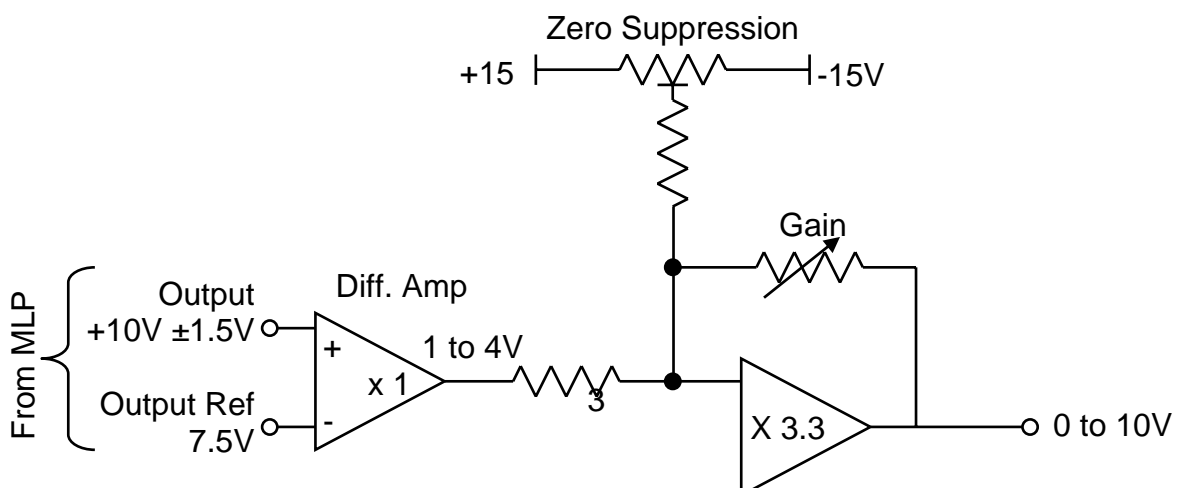 Zero Suppression
+15
-15V
Gain
From MLP
Output
+10V ±1.5V
Output Ref
7.5V
Diff. Amp
+
-
x 1
1 to 4V
3
X 3.3
0 to 10V